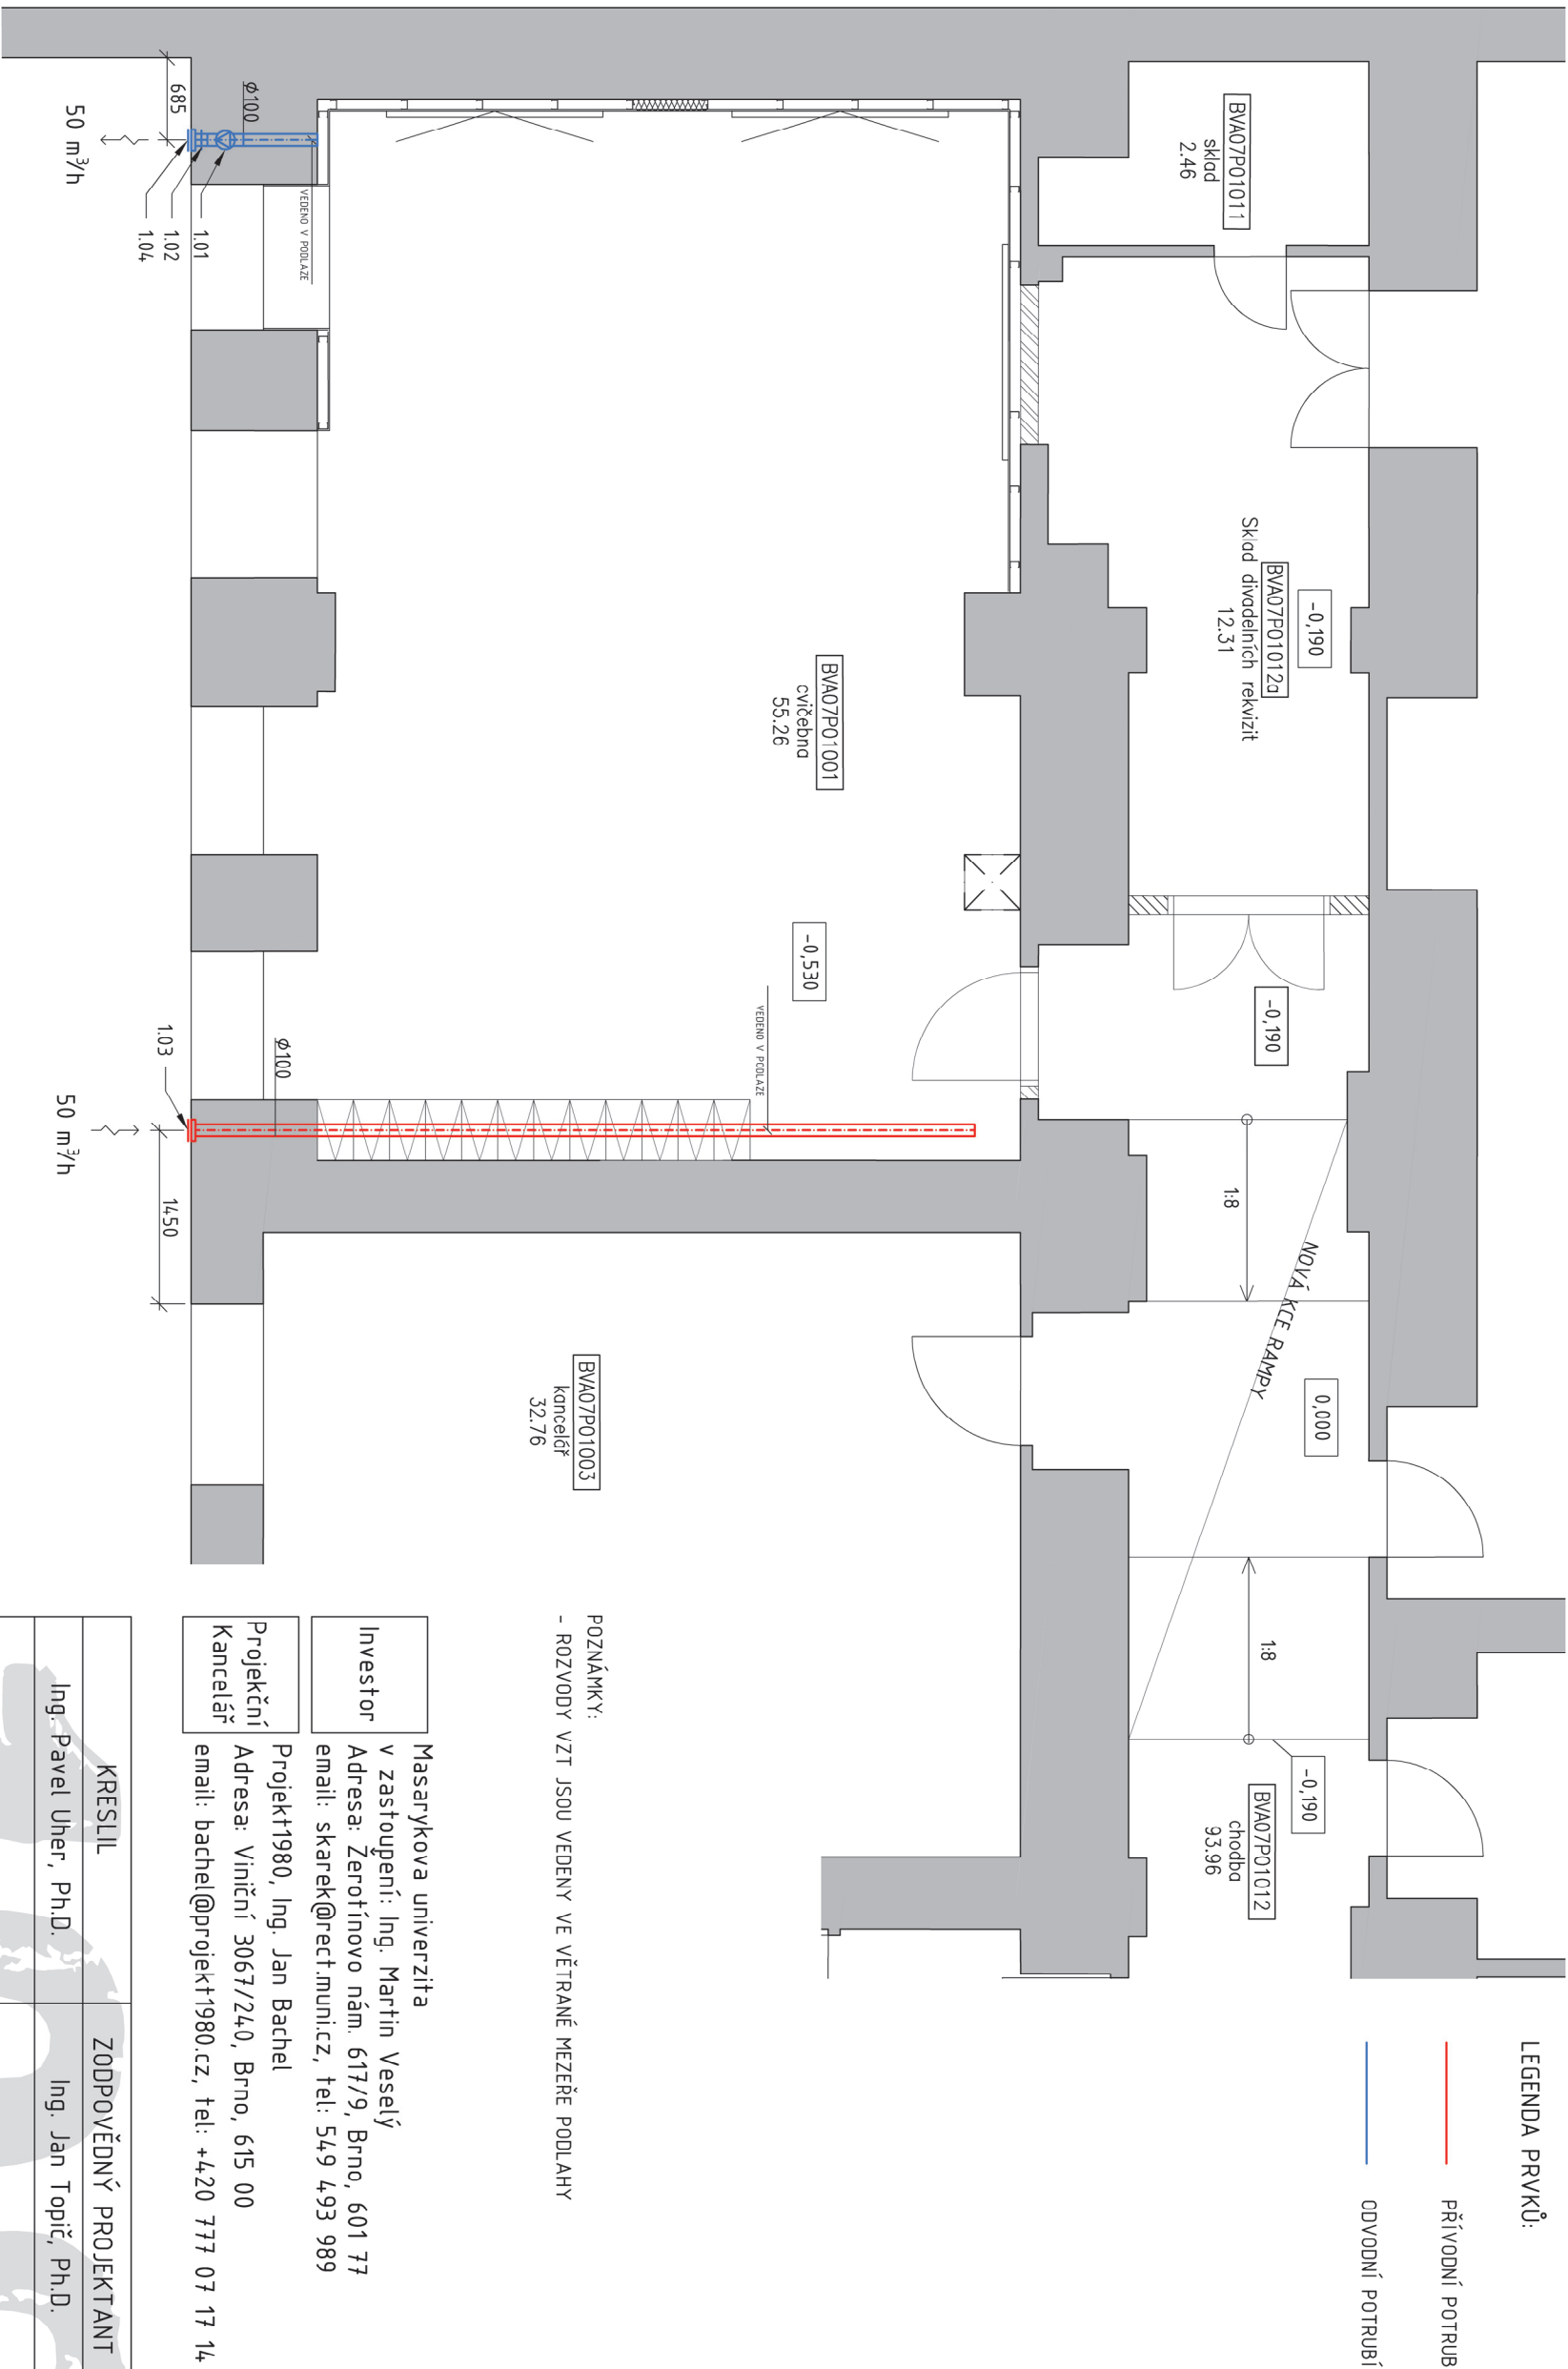 BVA07P01011
sklad
2.46
-0,190
BVA07P01012a
Sklad divadelních rekvizit
12.31
-0,190
1:8
NOVÁ KCE RAMPY
0,000
1:8
-0,190
BVA07P01012
chodba
93.96
BVA07P01001
cvičebna
55.26
-0,530
VEDENO V PODLAZE
VEDENO V PODLAZE
BVA07P01003
kancelář
32.76
Ø100
685
50 m³/h
1.01
1.02
1.04
Ø100
1.03
50 m³/h
1450
LEGENDA PRVKŮ:
PŘÍVODNÍ POTRUB
ODVODNÍ POTRUBÍ
POZNÁMKY:
- ROZVODY VZT JSOU VEDENY VE VĚTRANÉ MEZEŘE PODLAHY
Investor
Masarykova univerzita
v zastoupení: Ing. Martin Veselý
Adresa: Žerotínovo nám. 617/9, Brno, 601 77
email: skarek@rect.muni.cz, tel: 549 493 989
Projekční
Kancelář
Projekt1980, Ing. Jan Bachel
Adresa: Viniční 3067/240, Brno, 615 00
email: bachel@projekt1980.cz, tel: +420 777 07 17 14
KRESLIL
ZODPOVĚDNÝ PROJEKTANT
Ing. Pavel Uher, Ph.D.
Ing. Jan Topič, Ph.D.